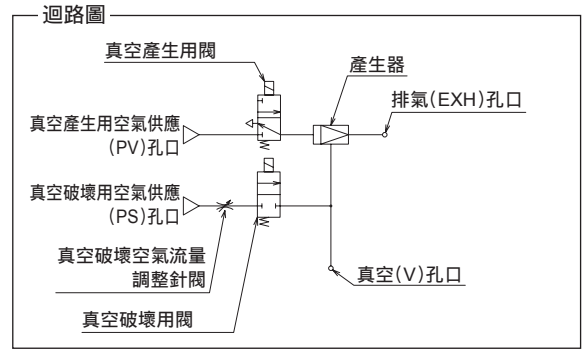 迴路圖
真空產生用閥
產生器
排氣(EXH)孔口
真空產生用空氣供應
(PV)孔口
真空破壞用空氣供應
(PS)孔口
真空破壞空氣流量
調整針閥
真空(V)孔口
真空破壞用閥